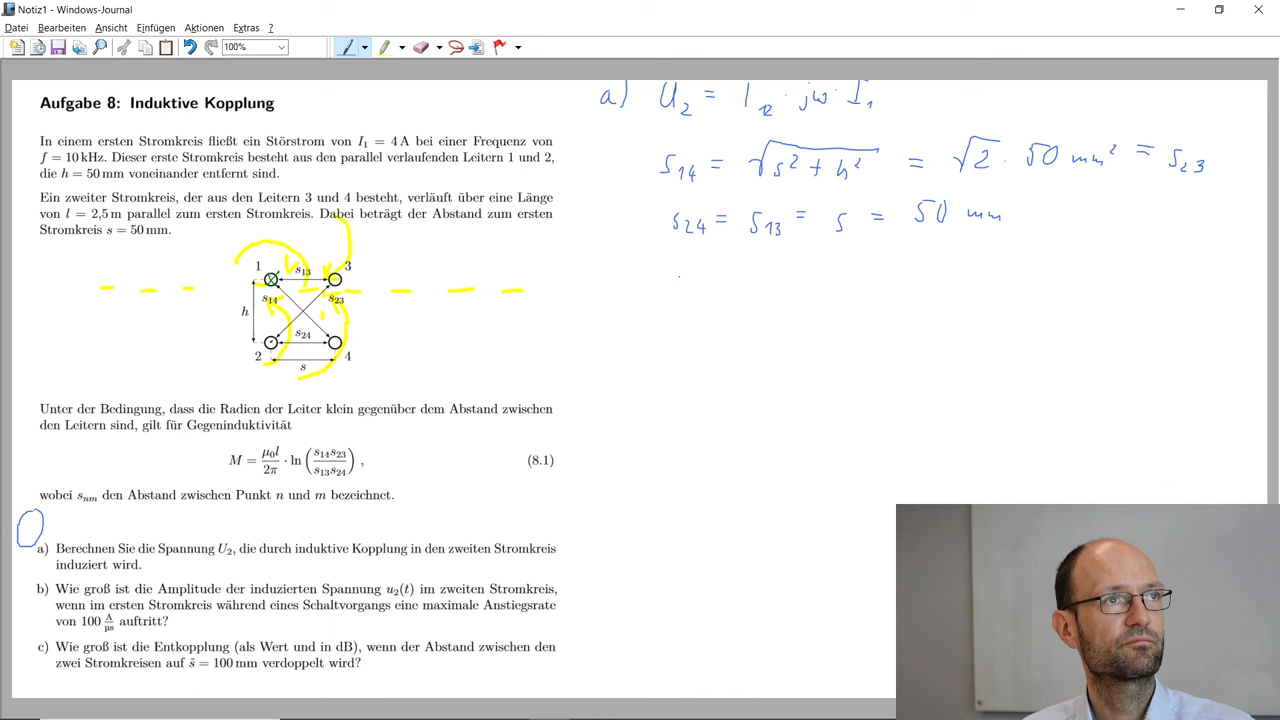 Notiz1 - Windows-Journal
Datei Bearbeiten Ansicht Einfügen Aktionen Extras ?
100%
Aufgabe 8: Induktive Kopplung
In einem ersten Stromkreis fließt ein Störstrom von I₁ = 4 A bei einer Frequenz von
f = 10 kHz. Dieser erste Stromkreis besteht aus den parallel verlaufenden Leitern 1 und 2,
die h = 50 mm voneinander entfernt sind.
Ein zweiter Stromkreis, der aus den Leitern 3 und 4 besteht, verläuft über eine Länge
von l = 2,5 m parallel zum ersten Stromkreis. Dabei beträgt der Abstand zum ersten
Stromkreis s = 50 mm.
1 s₁₃ 3
s₁₄ s₂₃
h
s₂₄
2 4
s
Unter der Bedingung, dass die Radien der Leiter klein gegenüber dem Abstand zwischen
den Leitern sind, gilt für Gegeninduktivität
M = μ₀l / 2π · ln (s₁₄s₂₃ / s₁₃s₂₄) , (8.1)
wobei sₙₘ den Abstand zwischen Punkt n und m bezeichnet.
a) Berechnen Sie die Spannung U₂, die durch induktive Kopplung in den zweiten Stromkreis
induziert wird.
b) Wie groß ist die Amplitude der induzierten Spannung u₂(t) im zweiten Stromkreis,
wenn im ersten Stromkreis während eines Schaltvorgangs eine maximale Anstiegsrate
von 100 A/μs auftritt?
c) Wie groß ist die Entkopplung (als Wert und in dB), wenn der Abstand zwischen den
zwei Stromkreisen auf s̃ = 100 mm verdoppelt wird?
a) U₂ = · jω · I₁
s₁₄ = √(s² + h²) = √2 · 50 mm² = s₂₃
s₂₄ = s₁₃ = s = 50 mm